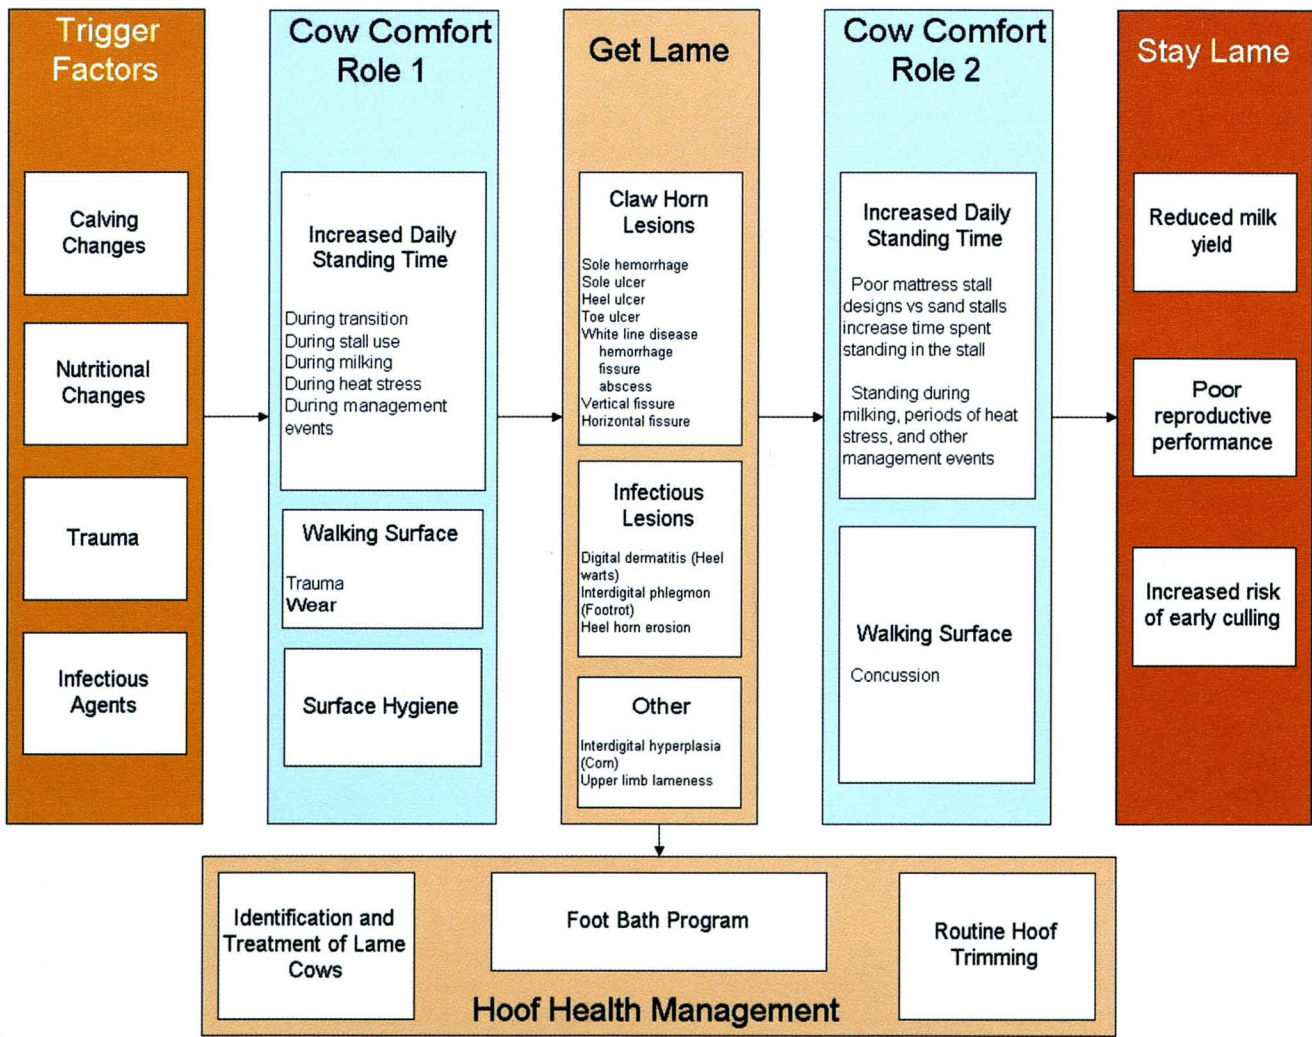 Trigger
Factors
Calving
Changes
Nutritional
Changes
Trauma
Infectious
Agents
Cow Comfort
Role 1
Increased Daily
Standing Time
During transition
During stall use
During milking
During heat stress
During management
events
Walking Surface
Trauma
Wear
Surface Hygiene
Get Lame
Claw Horn
Lesions
Sole hemorrhage
Sole ulcer
Heel ulcer
Toe ulcer
White line disease
hemorrhage
fissure
abscess
Vertical fissure
Horizontal fissure
Infectious
Lesions
Digital dermatitis (Heel
warts)
Interdigital phlegmon
(Footrot)
Heel horn erosion
Other
Interdigital hyperplasia
(Corn)
Upper limb lameness
Cow Comfort
Role 2
Increased Daily
Standing Time
Poor mattress stall
designs vs sand stalls
increase time spent
standing in the stall
Standing during
milking, periods of heat
stress, and other
management events
Walking Surface
Concussion
Stay Lame
Reduced milk
yield
Poor
reproductive
performance
Increased risk
of early culling
Identification and
Treatment of Lame
Cows
Foot Bath Program
Routine Hoof
Trimming
Hoof Health Management